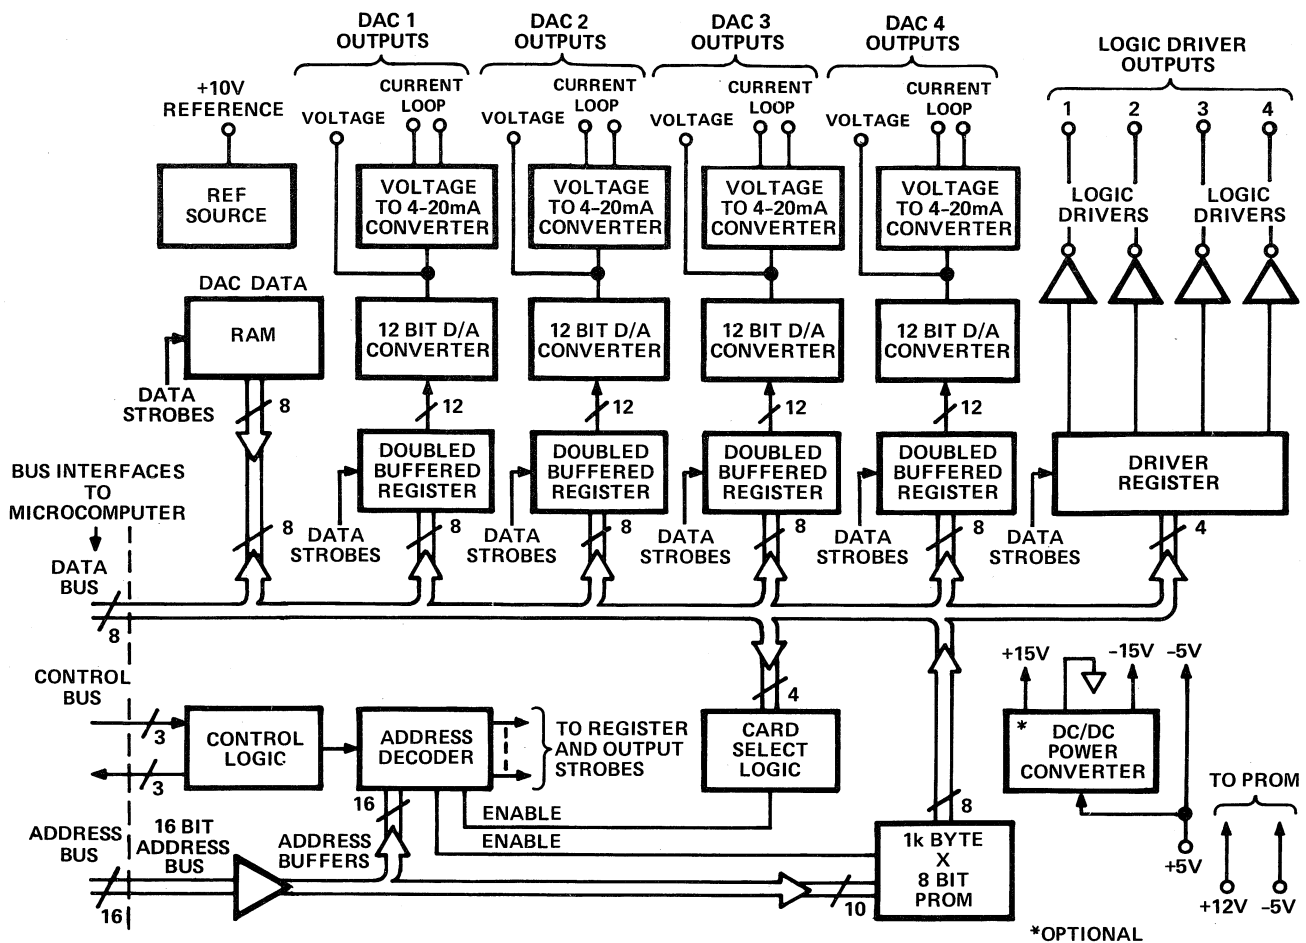 DAC 1
OUTPUTS
DAC 2
OUTPUTS
DAC 3
OUTPUTS
DAC 4
OUTPUTS
LOGIC DRIVER
OUTPUTS
+10V
REFERENCE
VOLTAGE
CURRENT
LOOP
VOLTAGE
CURRENT
LOOP
VOLTAGE
CURRENT
LOOP
VOLTAGE
CURRENT
LOOP
1
2
3
4
REF
SOURCE
VOLTAGE
TO 4-20mA
CONVERTER
VOLTAGE
TO 4-20mA
CONVERTER
VOLTAGE
TO 4-20mA
CONVERTER
VOLTAGE
TO 4-20mA
CONVERTER
LOGIC
DRIVERS
LOGIC
DRIVERS
DAC DATA
RAM
12 BIT D/A
CONVERTER
12 BIT D/A
CONVERTER
12 BIT D/A
CONVERTER
12 BIT D/A
CONVERTER
DATA
STROBES
8
12
12
12
12
DOUBLED
BUFFERED
REGISTER
DOUBLED
BUFFERED
REGISTER
DOUBLED
BUFFERED
REGISTER
DOUBLED
BUFFERED
REGISTER
DRIVER
REGISTER
BUS INTERFACES
TO
MICROCOMPUTER
8
DATA
STROBES
8
DATA
STROBES
8
DATA
STROBES
8
DATA
STROBES
8
DATA
STROBES
4
DATA
BUS
8
CONTROL
BUS
3
3
CONTROL
LOGIC
ADDRESS
DECODER
TO REGISTER
AND OUTPUT
STROBES
4
CARD
SELECT
LOGIC
+15V
-15V
-5V
*
DC/DC
POWER
CONVERTER
TO PROM
16
ENABLE
ENABLE
8
ADDRESS
BUS
16 BIT
ADDRESS
BUS
ADDRESS
BUFFERS
16
10
1k BYTE
X
8 BIT
PROM
+5V
+12V
-5V
*OPTIONAL